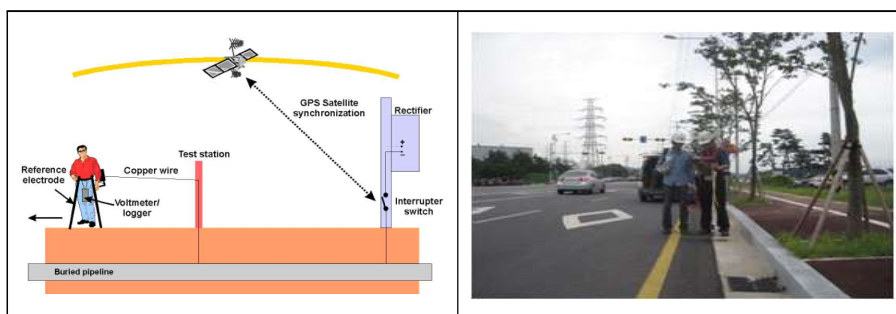 GPS Satellite
synchronization
Rectifier
+
−
Test station
Reference
electrode
Copper wire
Voltmeter/
logger
Interrupter
switch
Buried pipeline